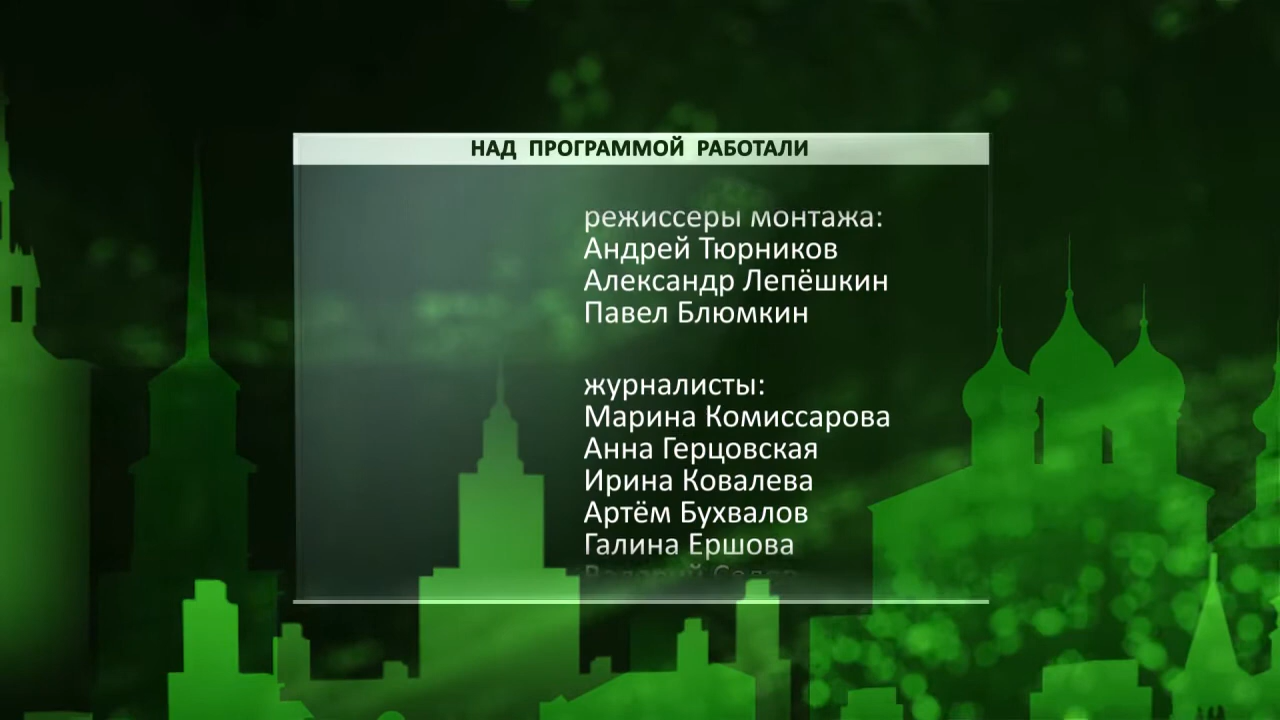 НАД ПРОГРАММОЙ РАБОТАЛИ
режиссеры монтажа:
Андрей Тюрников
Александр Лепёшкин
Павел Блюмкин
журналисты:
Марина Комиссарова
Анна Герцовская
Ирина Ковалева
Артём Бухвалов
Галина Ершова